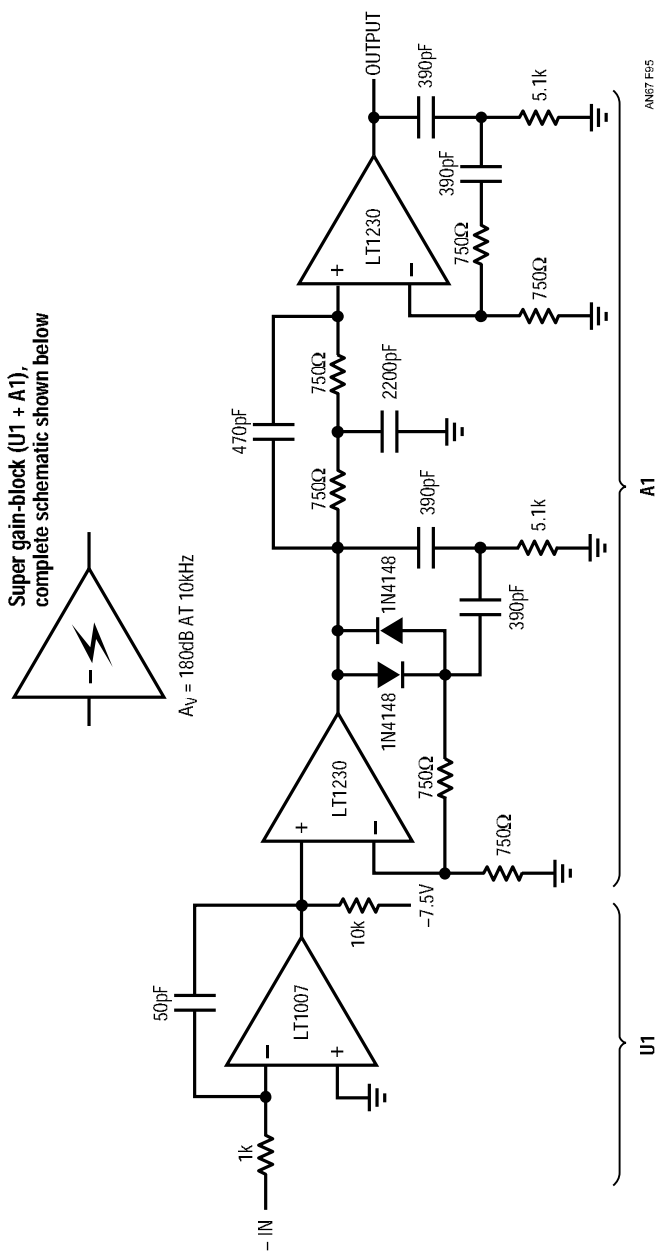 Super gain-block (U1 + A1),
complete schematic shown below
A_V = 180dB AT 10kHz
– IN
1k
50pF
–
+
LT1007
10k
–7.5V
+
–
LT1230
750Ω
750Ω
1N4148
1N4148
390pF
390pF
5.1k
470pF
750Ω
750Ω
2200pF
+
–
LT1230
OUTPUT
390pF
390pF
750Ω
750Ω
5.1k
U1
A1
AN67 F95